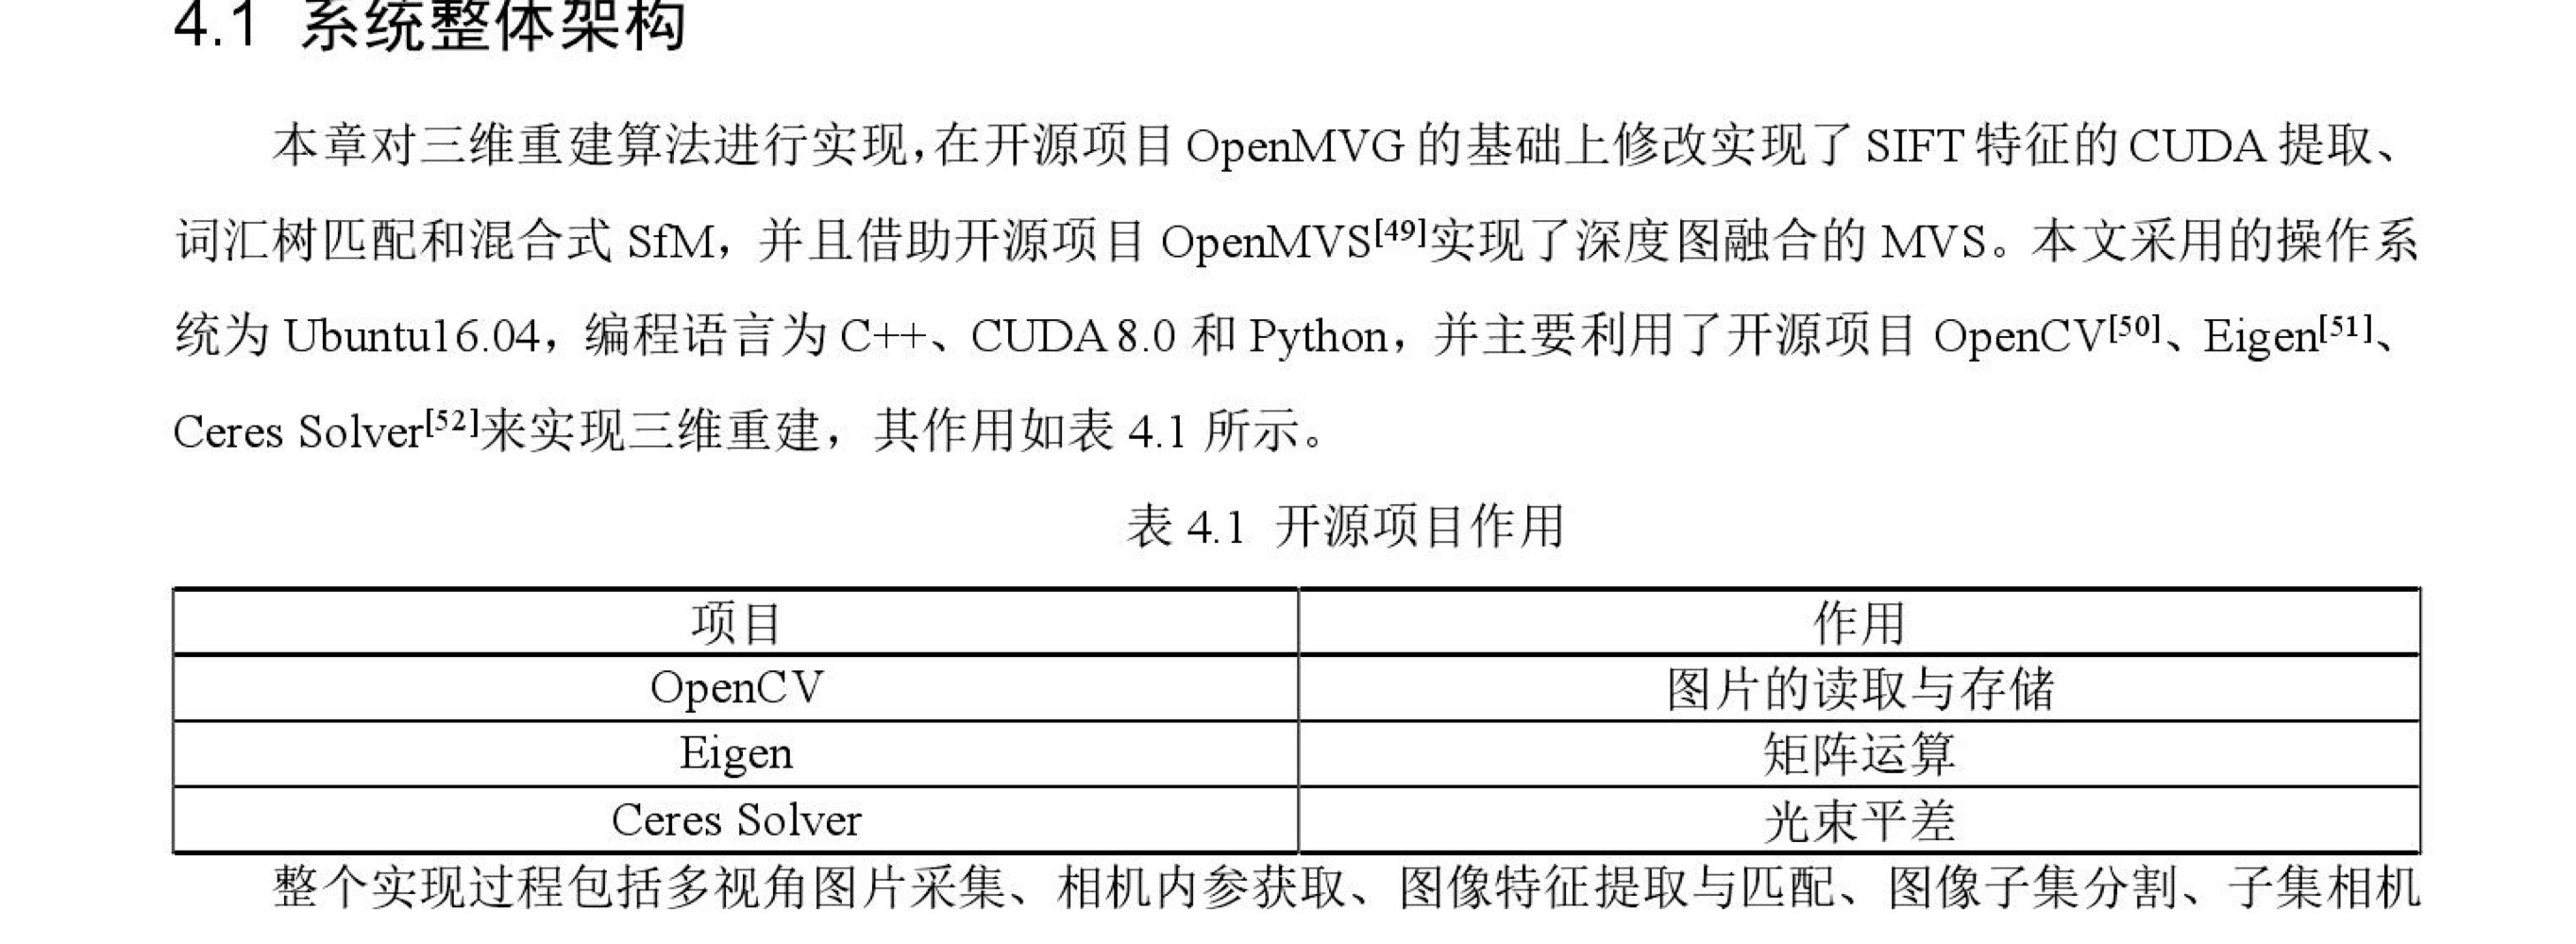 4.1 系统整体架构
本章对三维重建算法进行实现,在开源项目 OpenMVG 的基础上修改实现了 SIFT 特征的 CUDA 提取、
词汇树匹配和混合式 SfM，并且借助开源项目 OpenMVS[49]实现了深度图融合的 MVS。本文采用的操作系
统为 Ubuntu16.04，编程语言为 C++、CUDA 8.0 和 Python，并主要利用了开源项目 OpenCV[50]、Eigen[51]、
Ceres Solver[52]来实现三维重建，其作用如表 4.1 所示。
表 4.1 开源项目作用
项目 作用
OpenCV 图片的读取与存储
Eigen 矩阵运算
Ceres Solver 光束平差
整个实现过程包括多视角图片采集、相机内参获取、图像特征提取与匹配、图像子集分割、子集相机